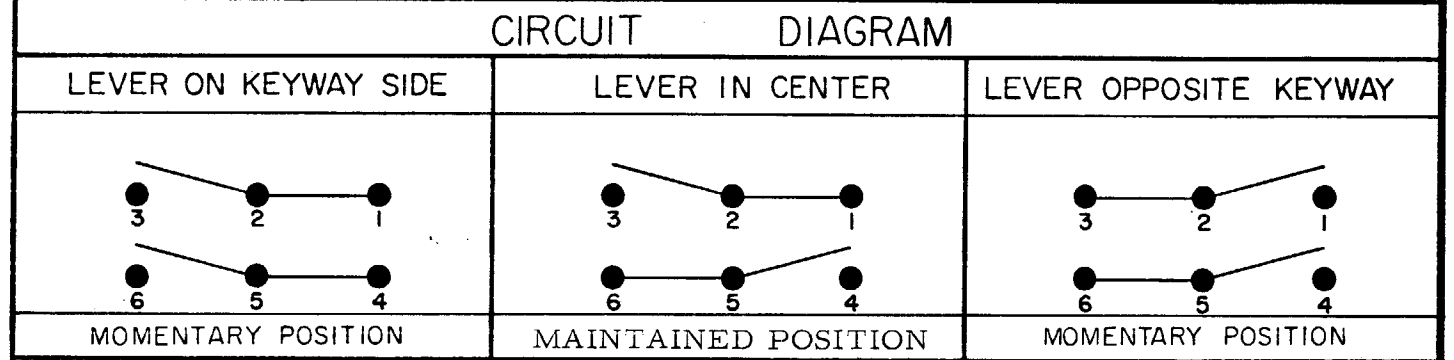 CIRCUIT DIAGRAM
LEVER ON KEYWAY SIDE LEVER IN CENTER LEVER OPPOSITE KEYWAY
3 2 1 3 2 1 3 2 1
6 5 4 6 5 4 6 5 4
MOMENTARY POSITION MAINTAINED POSITION MOMENTARY POSITION